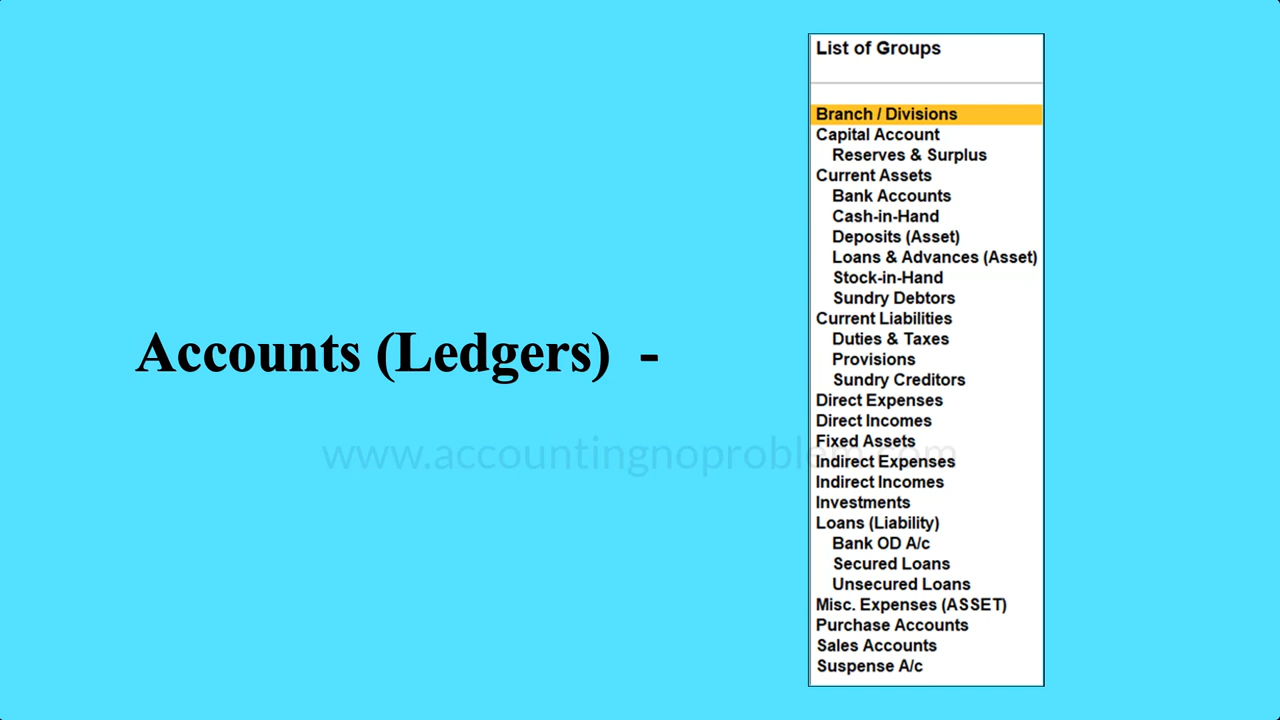 Accounts (Ledgers) -
www.accountingnoproblem.com
List of Groups
Branch / Divisions
Capital Account
Reserves & Surplus
Current Assets
Bank Accounts
Cash-in-Hand
Deposits (Asset)
Loans & Advances (Asset)
Stock-in-Hand
Sundry Debtors
Current Liabilities
Duties & Taxes
Provisions
Sundry Creditors
Direct Expenses
Direct Incomes
Fixed Assets
Indirect Expenses
Indirect Incomes
Investments
Loans (Liability)
Bank OD A/c
Secured Loans
Unsecured Loans
Misc. Expenses (ASSET)
Purchase Accounts
Sales Accounts
Suspense A/c